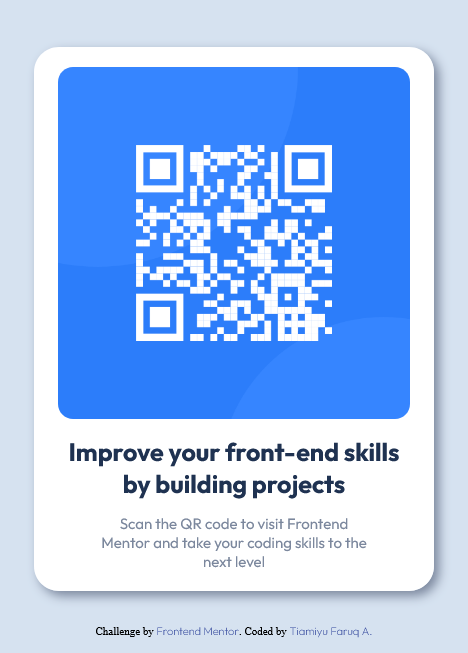 Improve your front-end skills
by building projects
Scan the QR code to visit Frontend
Mentor and take your coding skills to the
next level
Challenge by Frontend Mentor. Coded by Tiamiyu Faruq A.